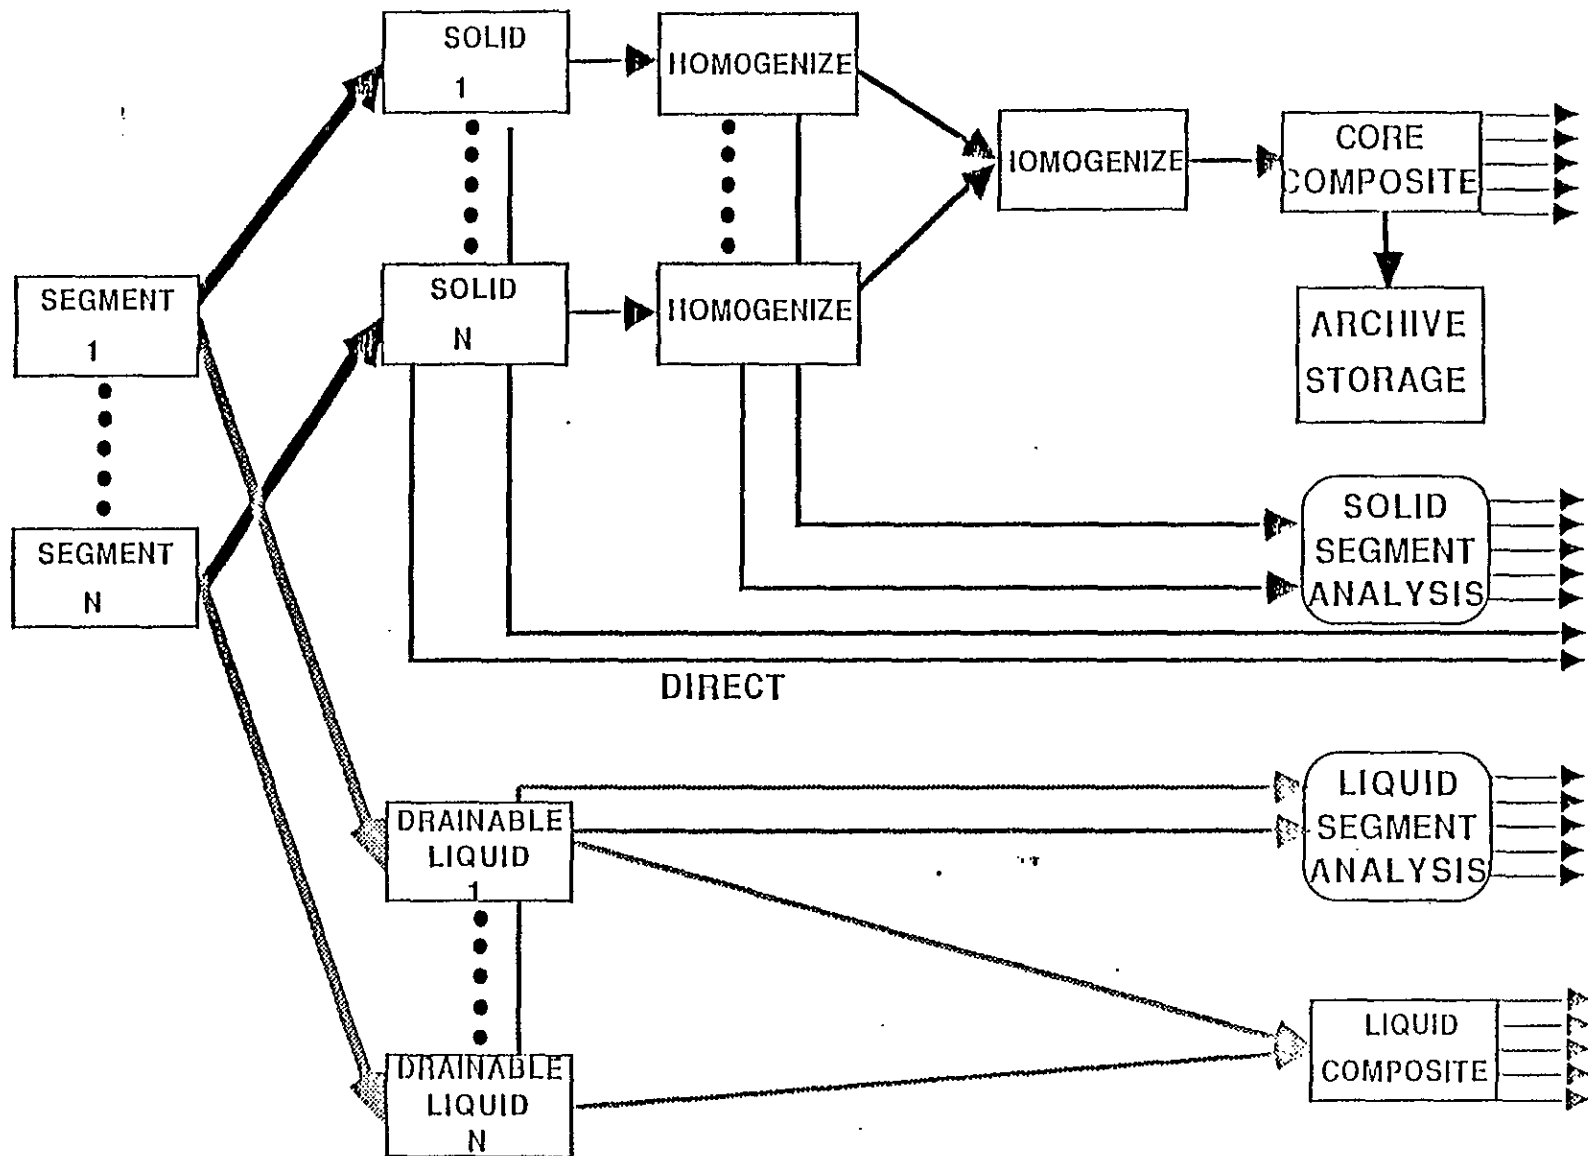 SOLID
1
HOMOGENIZE
IOMOGENIZE
CORE
COMPOSITE
SEGMENT
1
SOLID
N
HOMOGENIZE
ARCHIVE
STORAGE
SEGMENT
N
SOLID
SEGMENT
ANALYSIS
DIRECT
DRAINABLE
LIQUID
1
LIQUID
SEGMENT
ANALYSIS
DRAINABLE
LIQUID
N
LIQUID
COMPOSITE